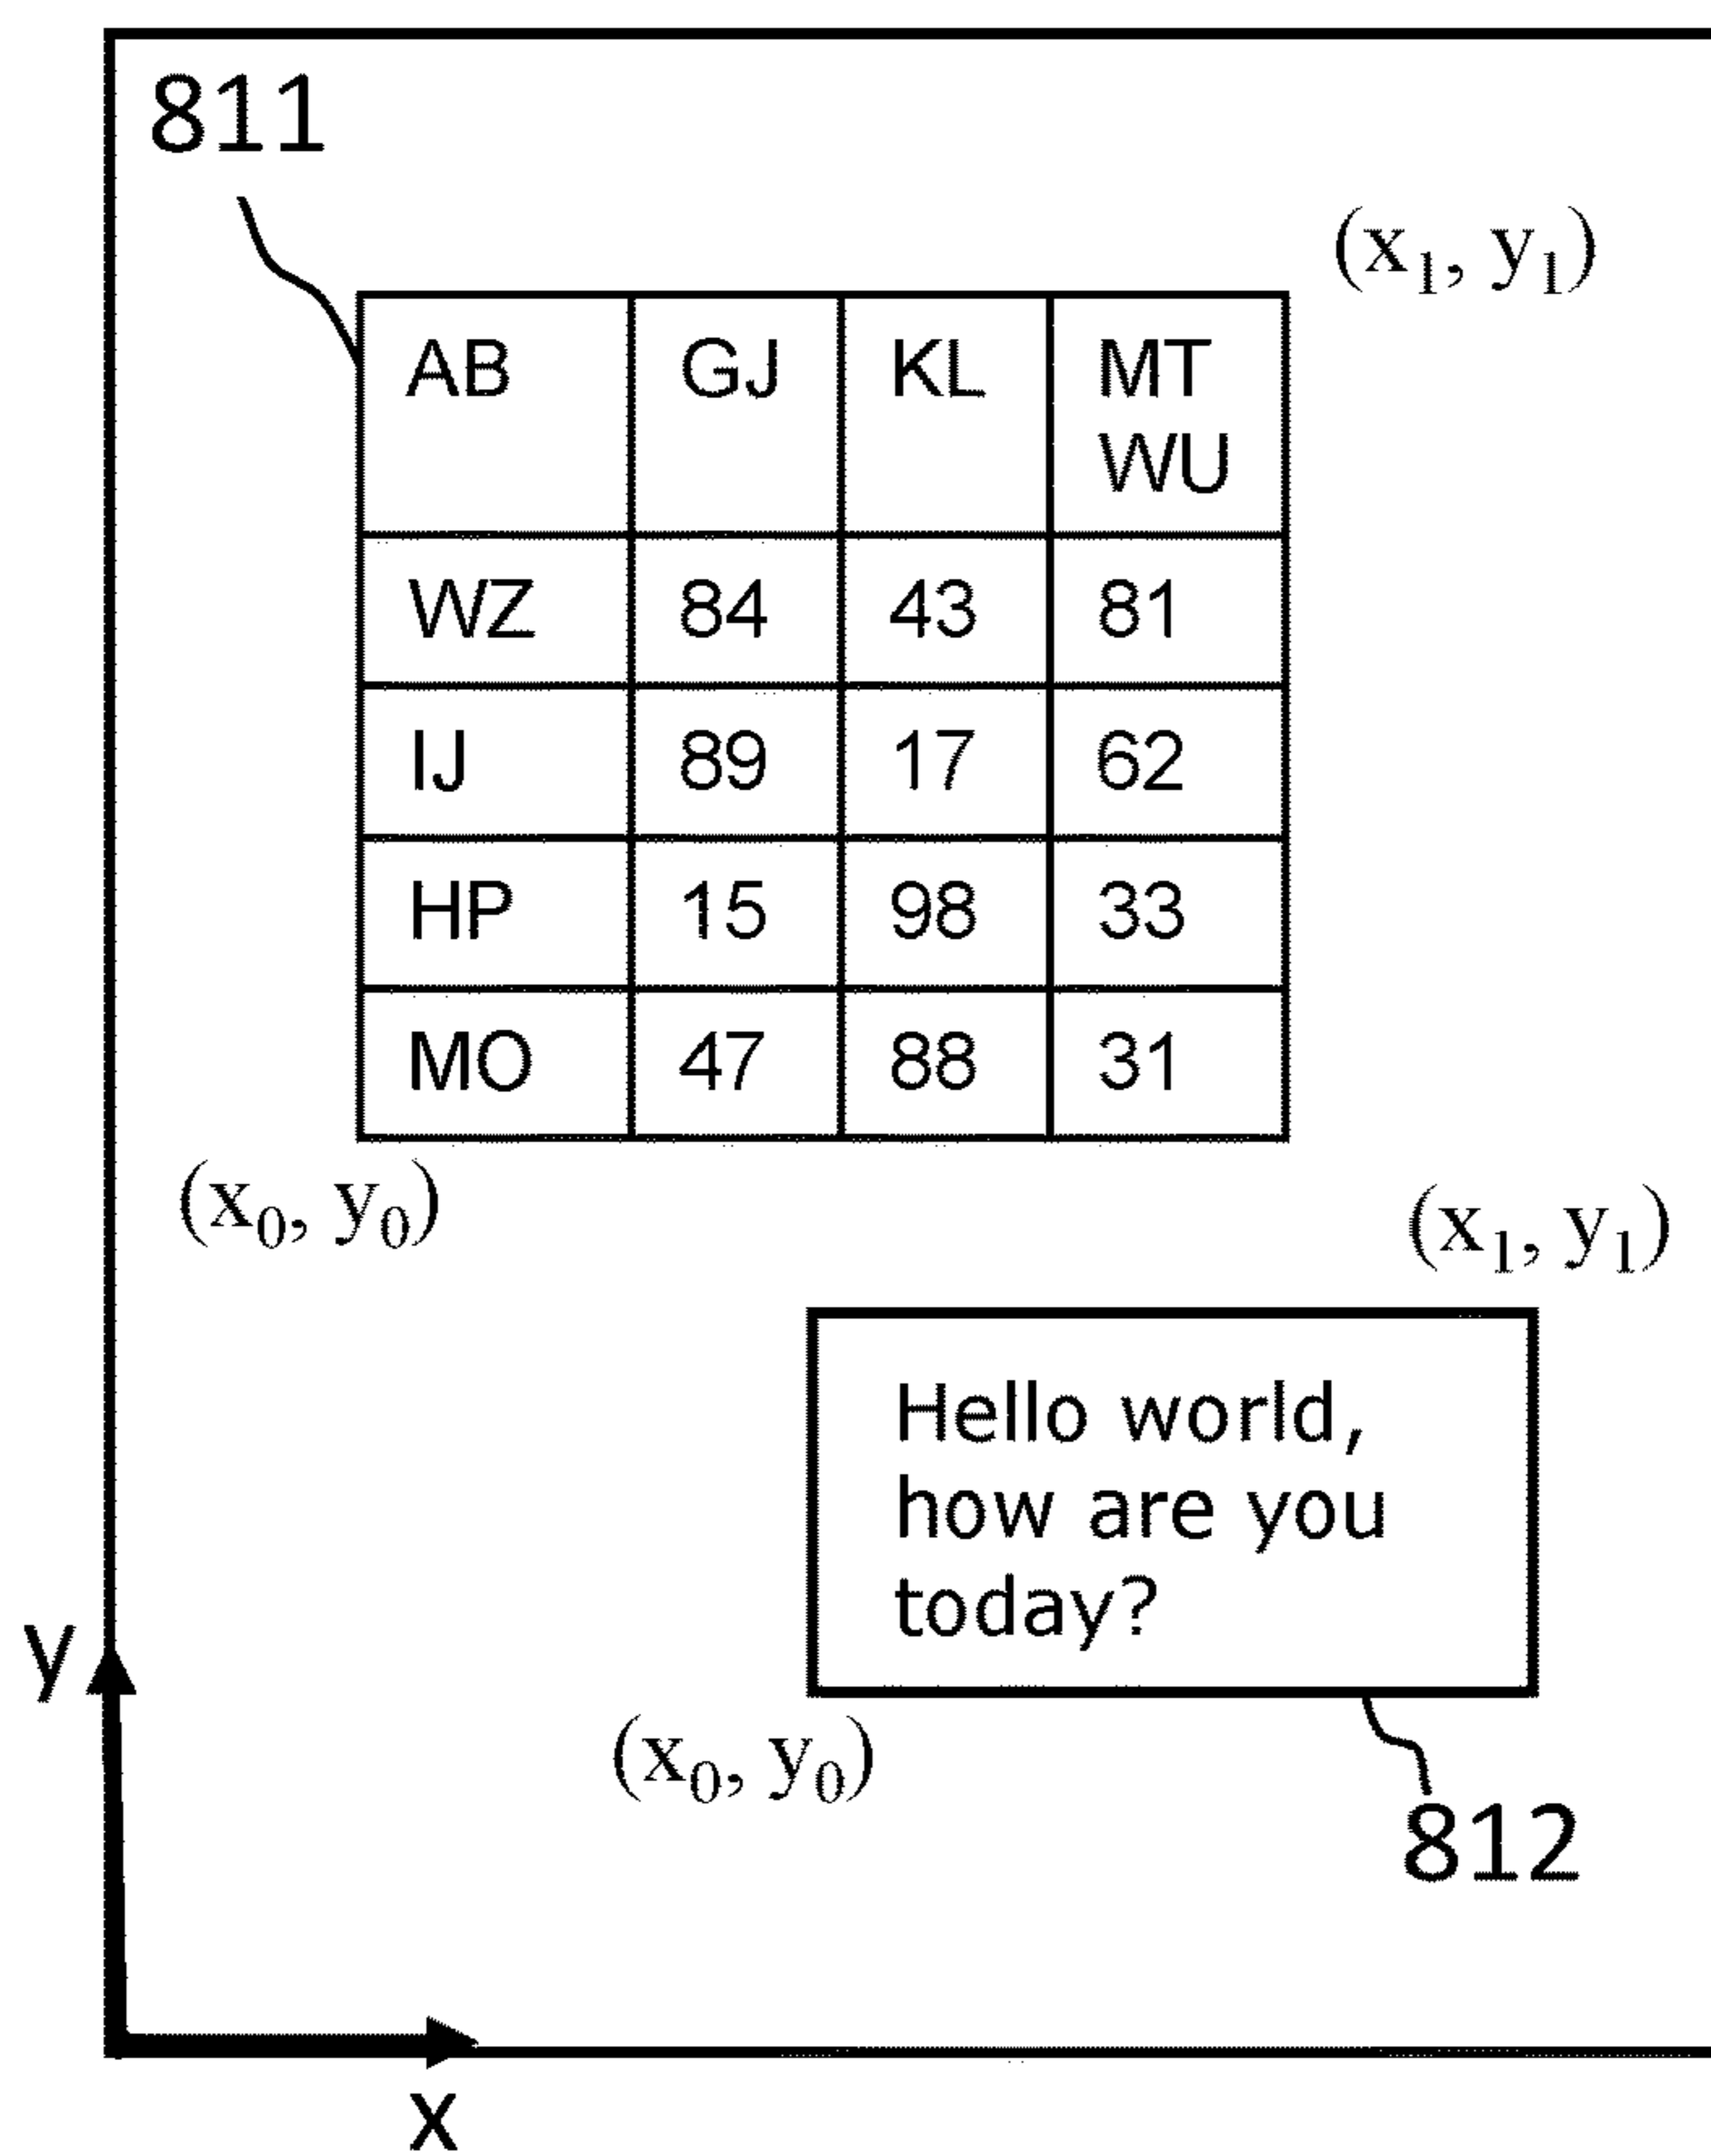 811
(x₁, y₁)
AB GJ KL MT
WU
WZ 84 43 81
IJ 89 17 62
HP 15 98 33
MO 47 88 31
(x₀, y₀)
(x₁, y₁)
Hello world,
how are you
today?
y
(x₀, y₀)
812
x